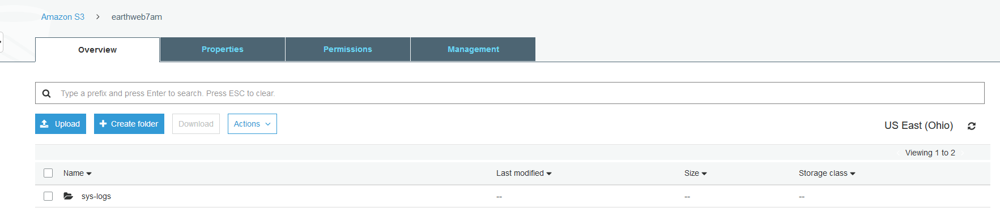 Amazon S3 > earthweb7am
Overview Properties Permissions Management
Type a prefix and press Enter to search. Press ESC to clear.
Upload Create folder Download Actions
US East (Ohio)
Viewing 1 to 2
Name Last modified Size Storage class
sys-logs -- -- --